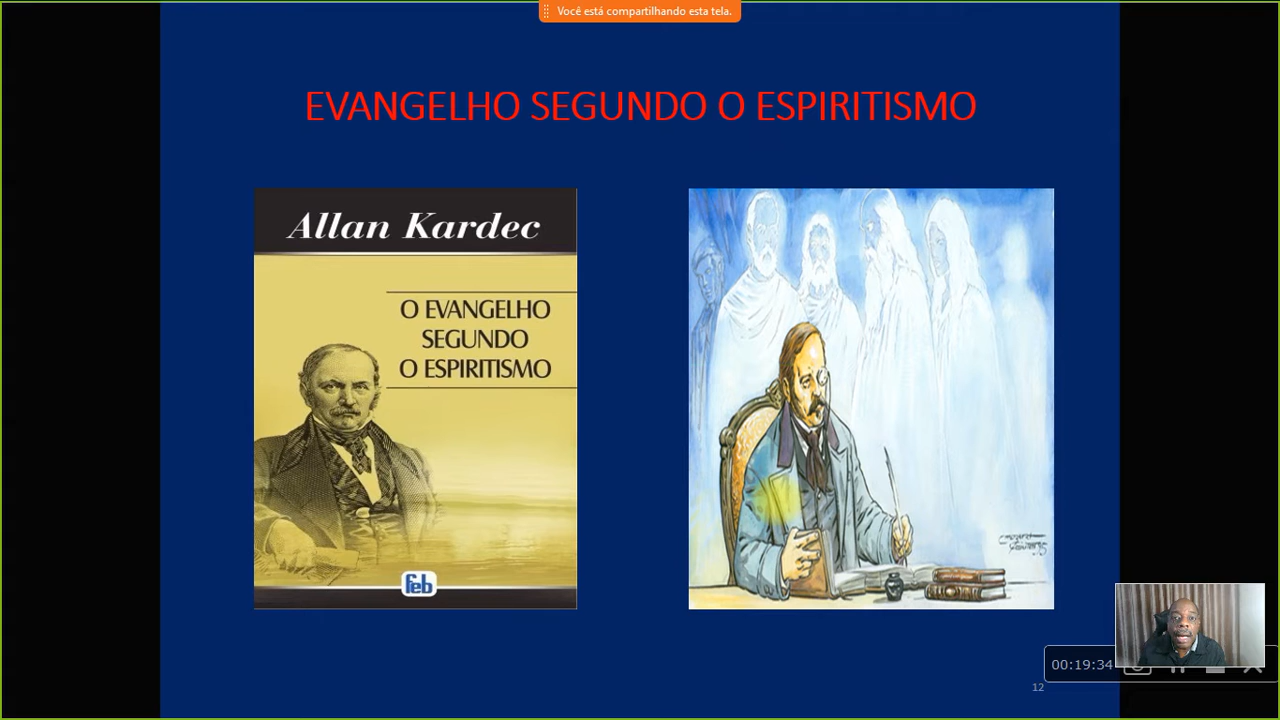 Você está compartilhando esta tela.
EVANGELHO SEGUNDO O ESPIRITISMO
Allan Kardec
O EVANGELHO
SEGUNDO
O ESPIRITISMO
feb
00:19:34
12